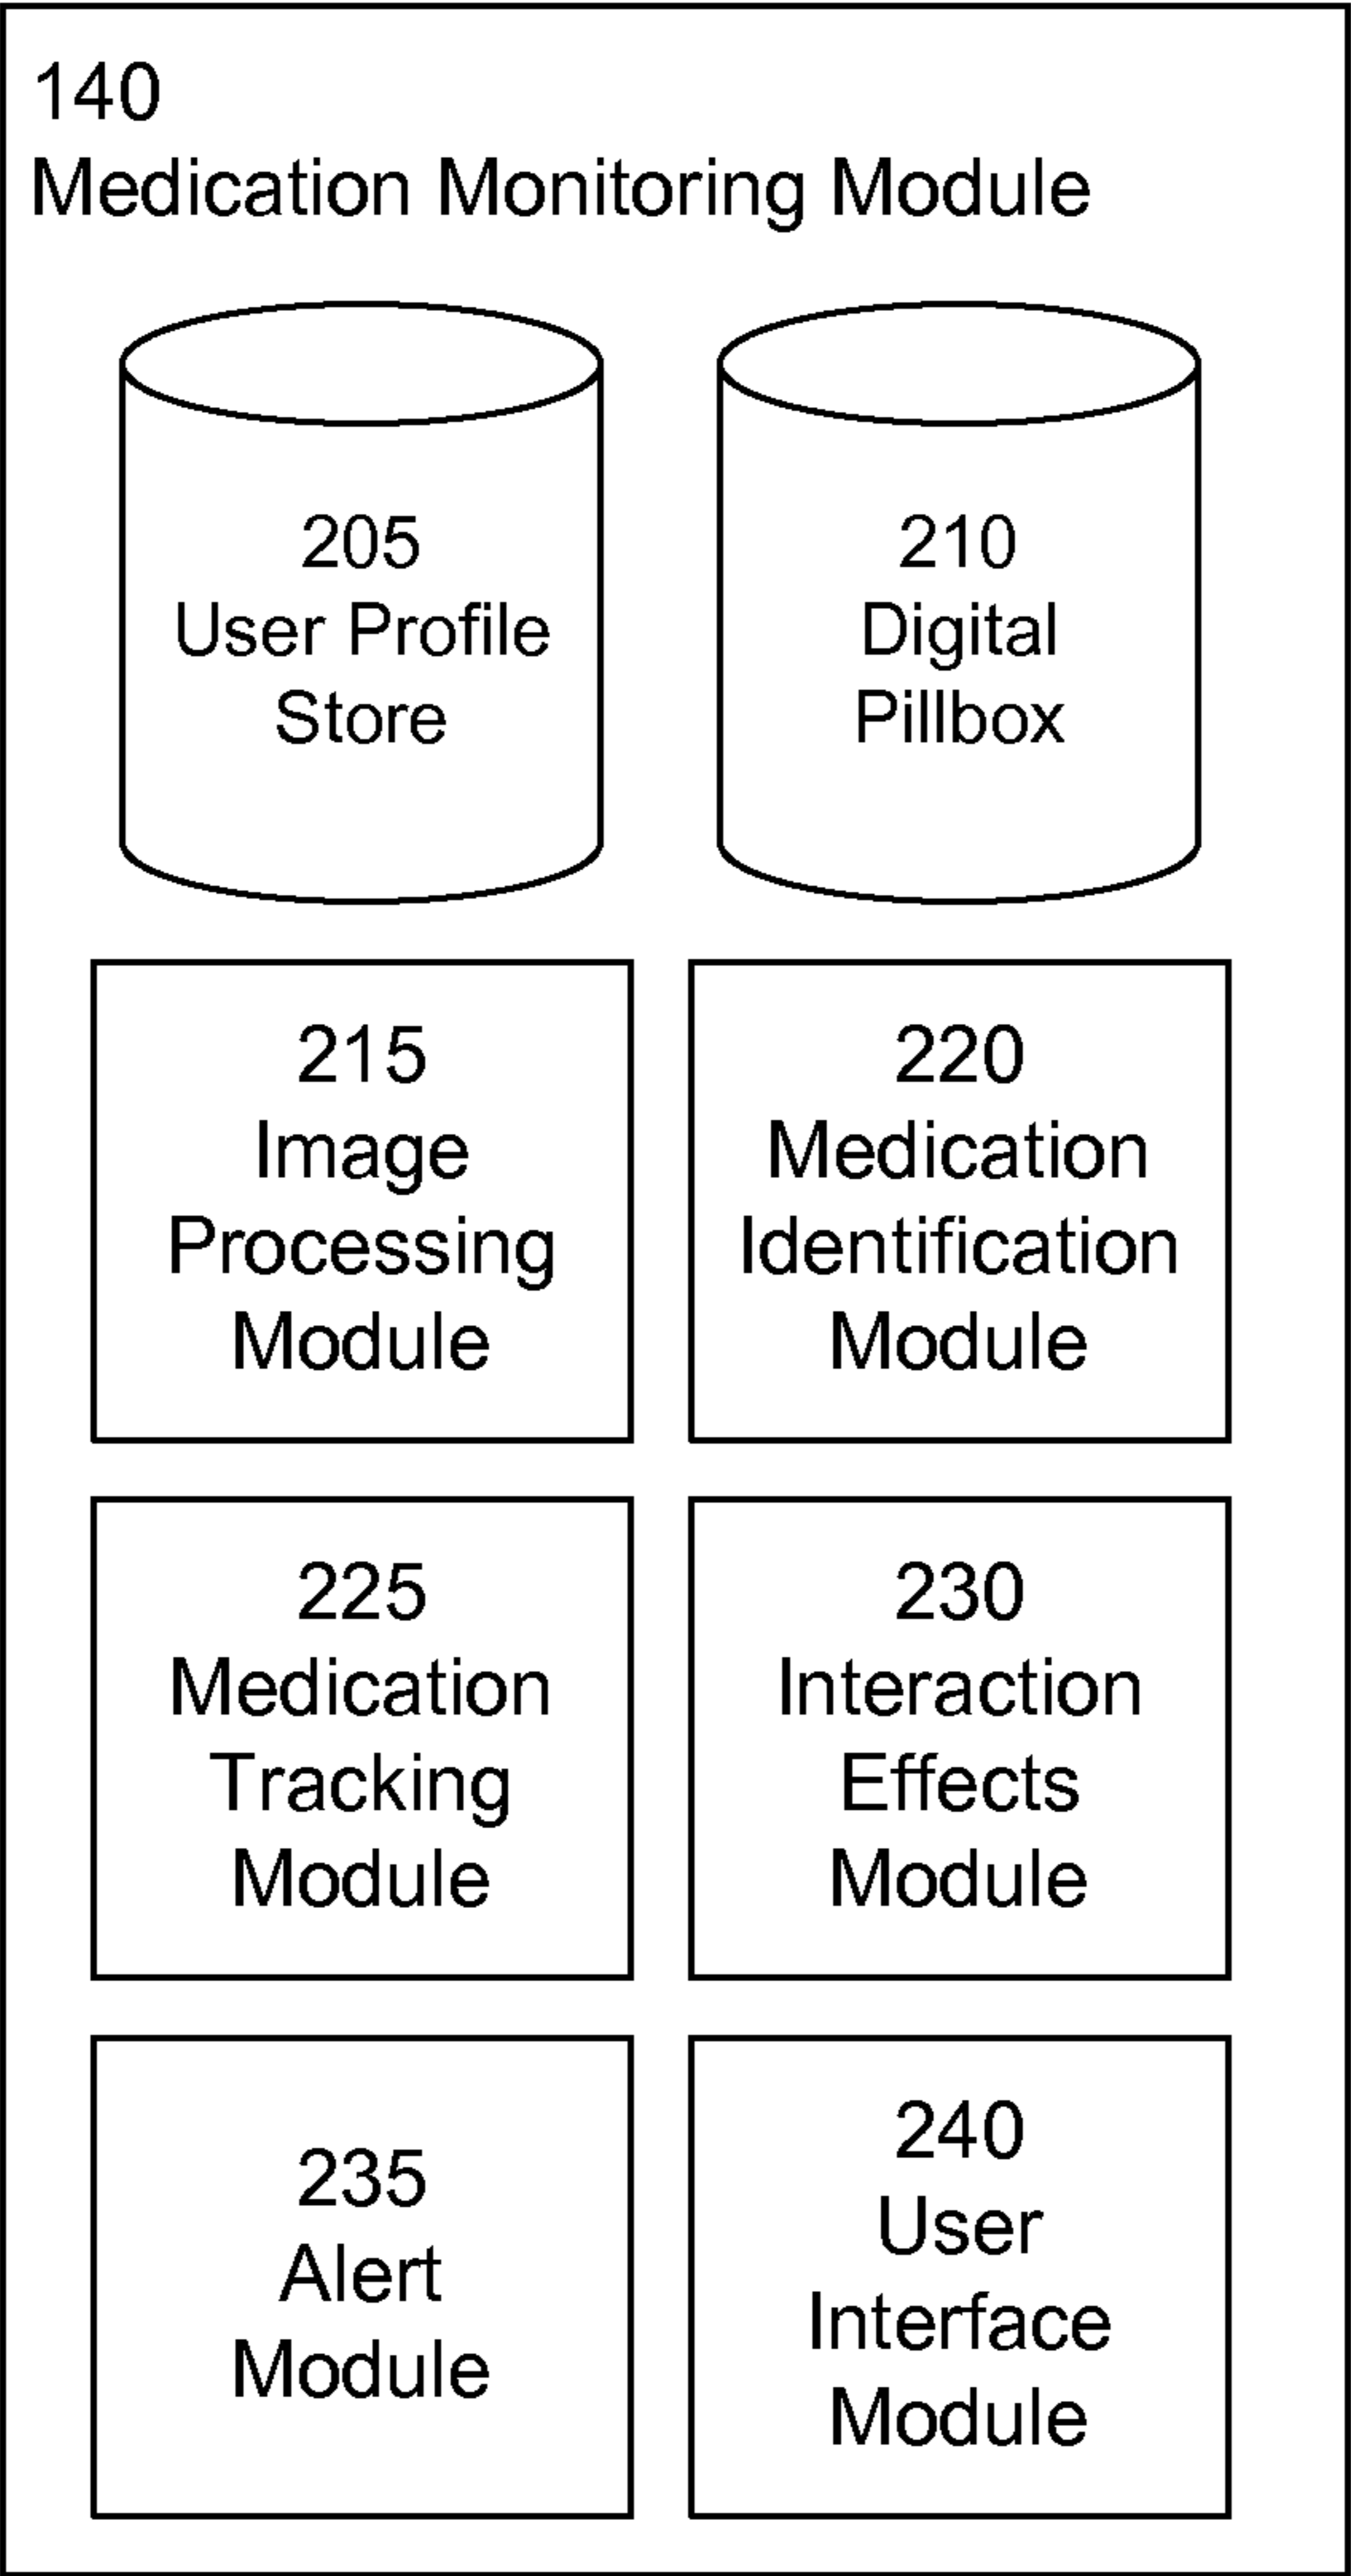 140
Medication Monitoring Module
205
User Profile
Store
210
Digital
Pillbox
215
Image
Processing
Module
220
Medication
Identification
Module
225
Medication
Tracking
Module
230
Interaction
Effects
Module
235
Alert
Module
240
User
Interface
Module